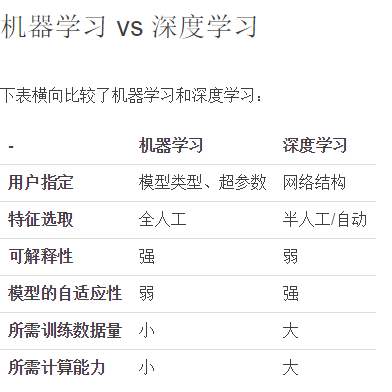 机器学习 vs 深度学习
下表横向比较了机器学习和深度学习：
- 机器学习 深度学习
用户指定 模型类型、超参数 网络结构
特征选取 全人工 半人工/自动
可解释性 强 弱
模型的自适应性 弱 强
所需训练数据量 小 大
所需计算能力 小 大